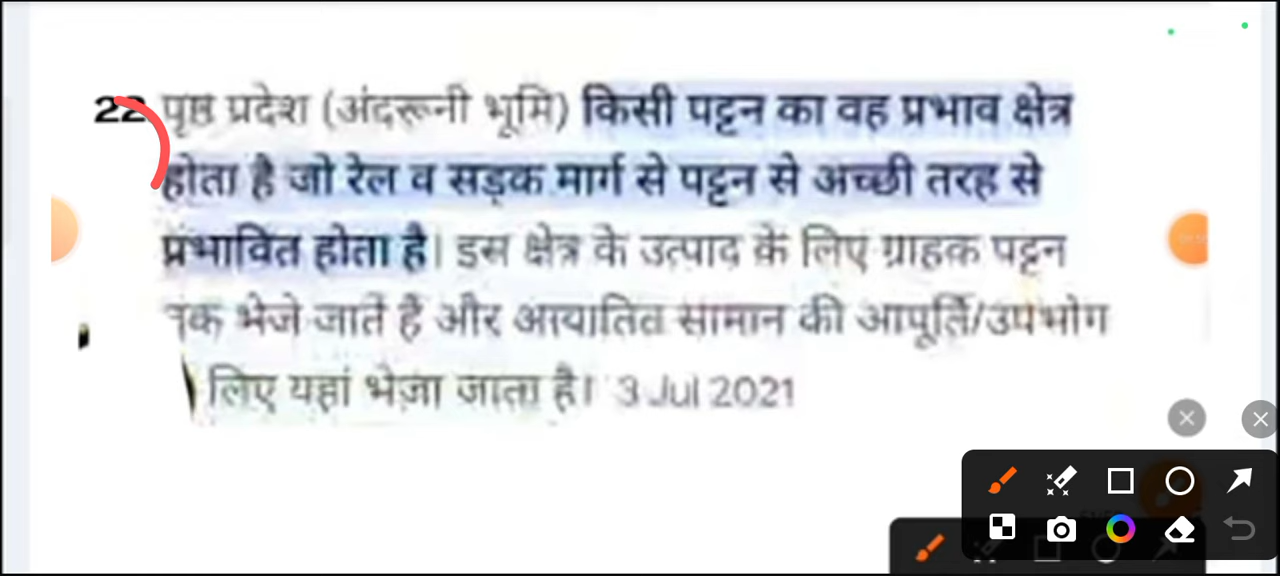 22 पृष्ठ प्रदेश (अंदरूनी भूमि) किसी पट्टन का वह प्रभाव क्षेत्र
होता है जो रेल व सड़क मार्ग से पट्टन से अच्छी तरह से
प्रभावित होता है। इस क्षेत्र के उत्पाद के लिए ग्राहक पट्टन
तक भेजे जाते हैं और आयातित सामान की आपूर्ति/उपभोग
लिए यहां भेजा जाता है। 3 Jul 2021